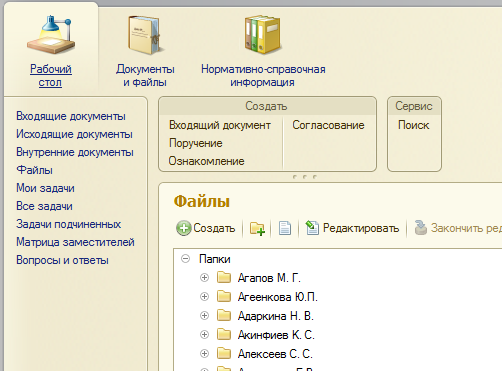 Рабочий
стол
Документы
и файлы
Нормативно-справочная
информация
Входящие документы
Исходящие документы
Внутренние документы
Файлы
Мои задачи
Все задачи
Задачи подчиненных
Матрица заместителей
Вопросы и ответы
Создать
Входящий документ
Согласование
Поручение
Ознакомление
Сервис
Поиск
Файлы
Создать
Редактировать
Закончить ред
Папки
Агапов М. Г.
Агеенкова Ю.П.
Адаркина Н. В.
Акинфиев К. С.
Алексеев С. С.